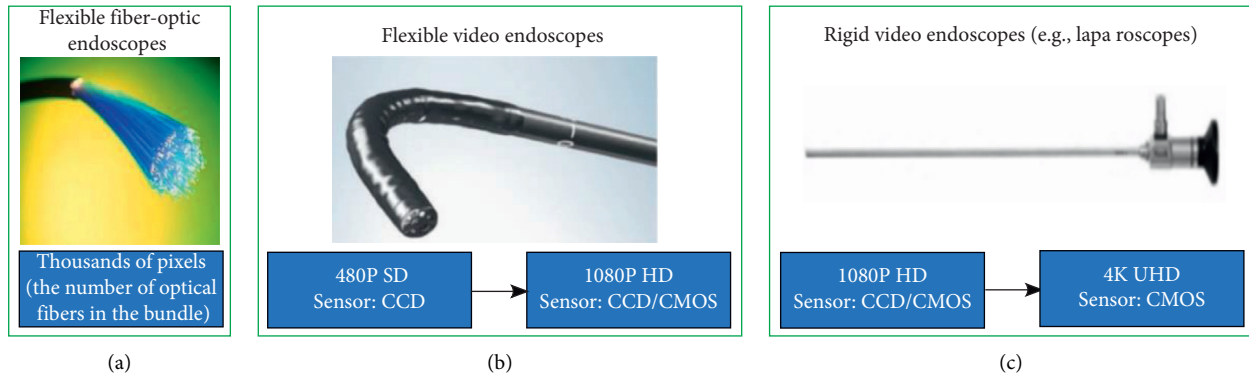 Flexible fiber-optic
endoscopes
Thousands of pixels
(the number of optical
fibers in the bundle)
(a)
Flexible video endoscopes
480P SD
Sensor: CCD
1080P HD
Sensor: CCD/CMOS
(b)
Rigid video endoscopes (e.g., lapa roscopes)
1080P HD
Sensor: CCD/CMOS
4K UHD
Sensor: CMOS
(c)